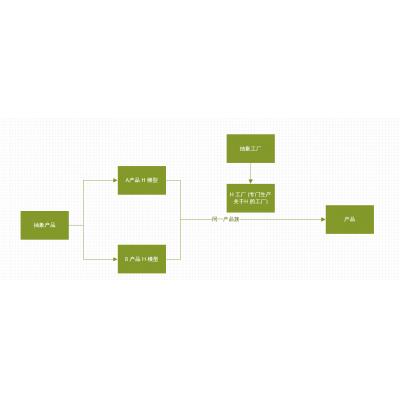 抽象工厂
A产品 H 模型
H 工厂 (专门生产
关于H 的工厂)
抽象产品
同一产品族
产品
B 产品 H 模型